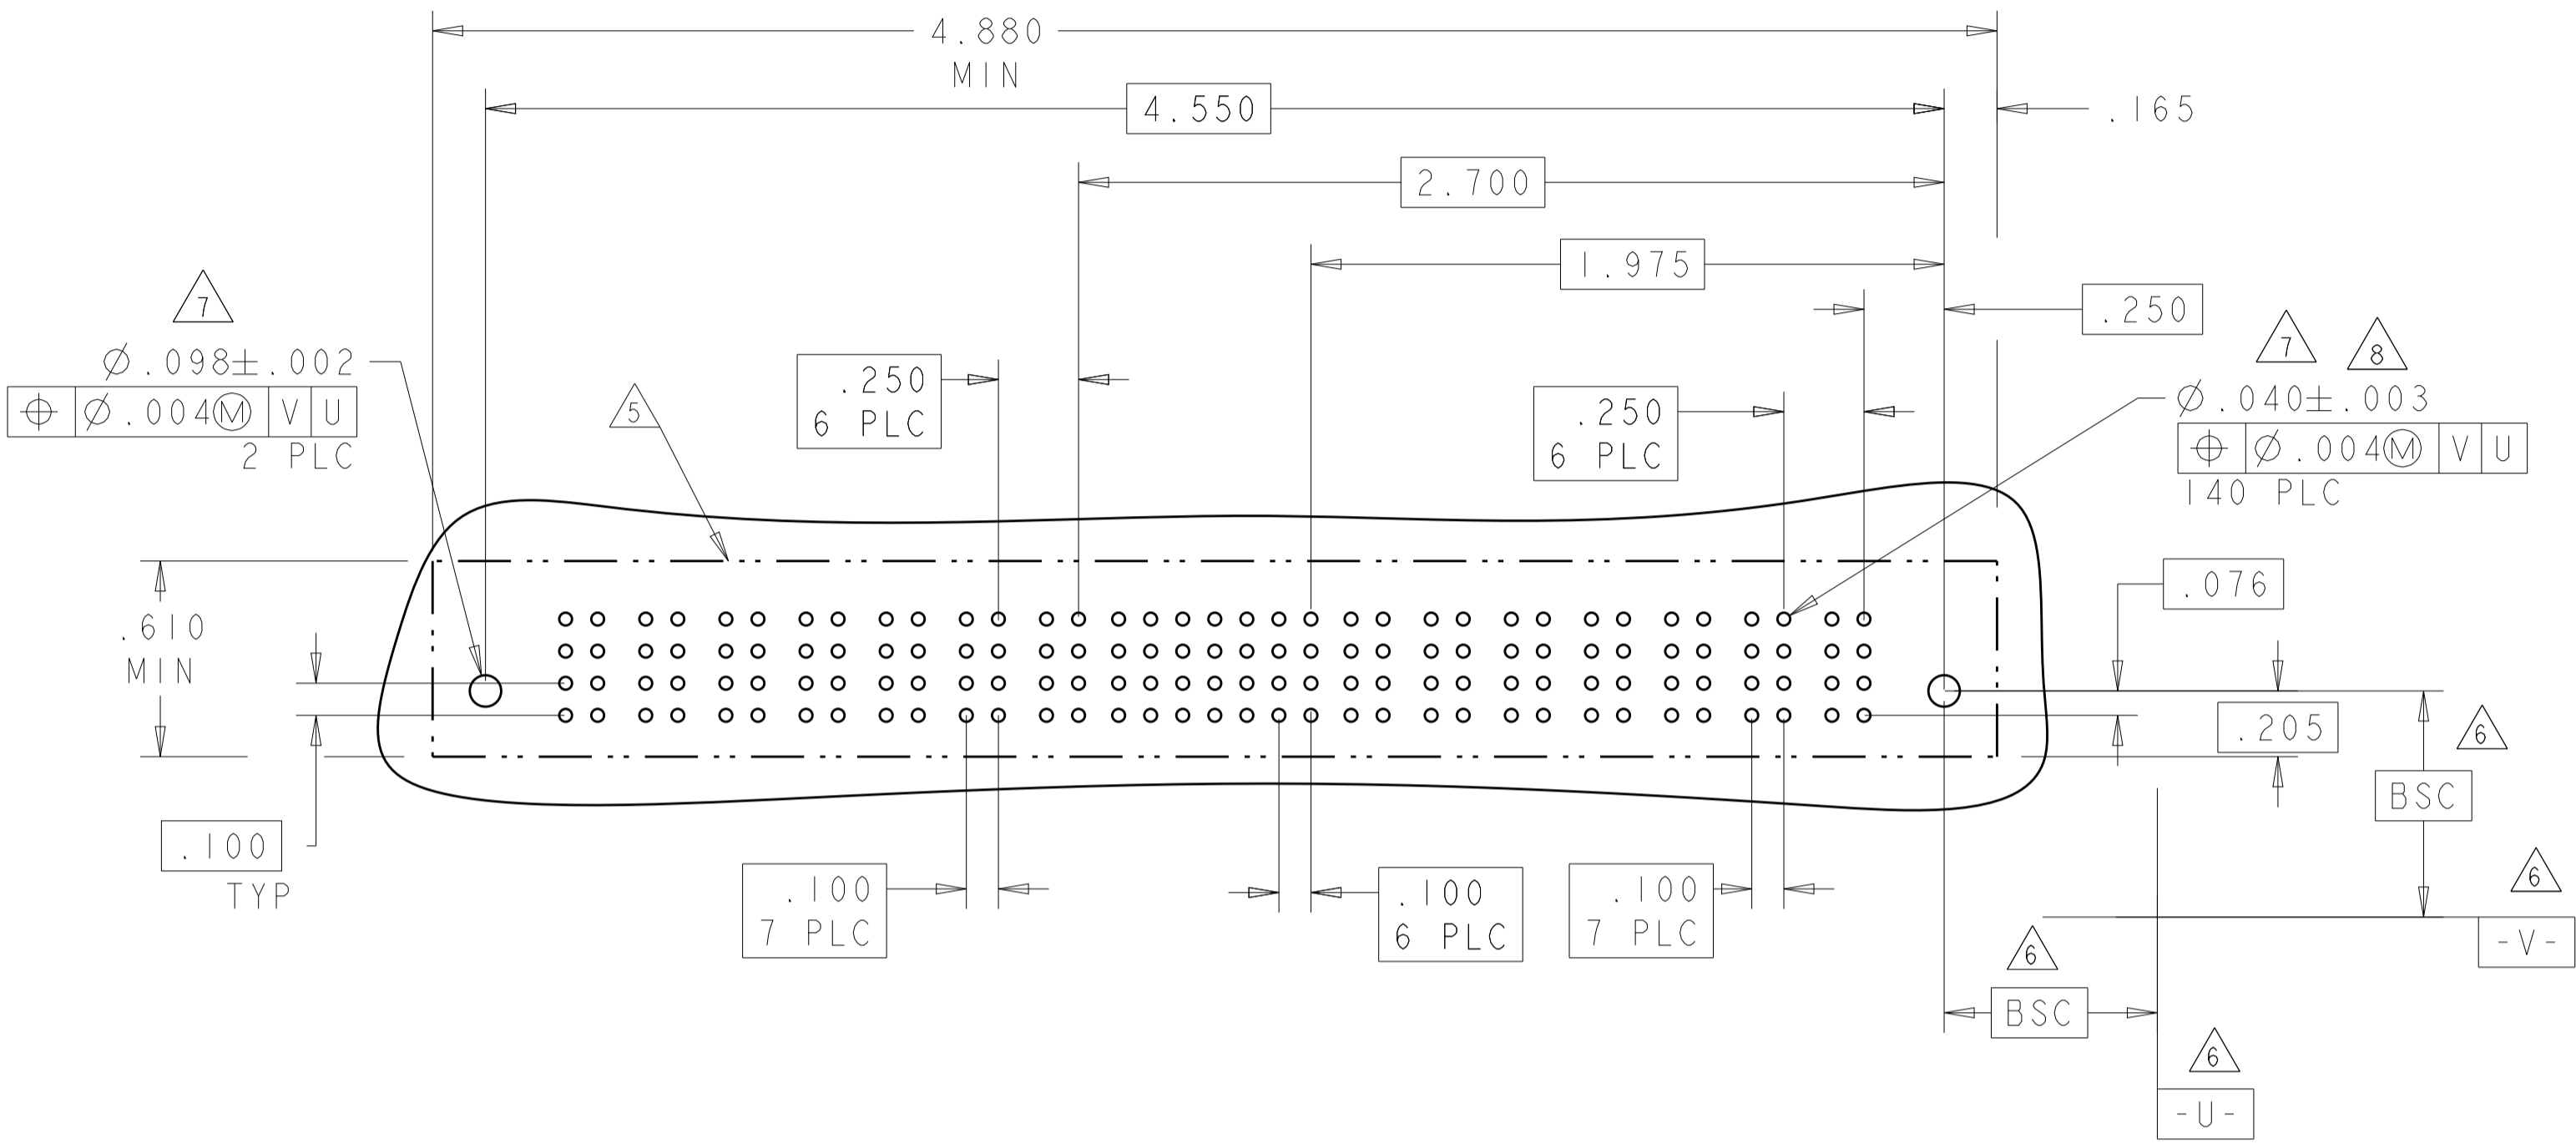 4.880
MIN
4.550
.165
2.700
1.975
.250
7
Ø.098±.002
⌖ Ø.004Ⓜ V U
2 PLC
5
.250
6 PLC
.250
6 PLC
7 8
Ø.040±.003
⌖ Ø.004Ⓜ V U
140 PLC
.610
MIN
.076
.205
6
BSC
.100
TYP
.100
7 PLC
.100
6 PLC
.100
7 PLC
6
-V-
6
BSC
6
-U-